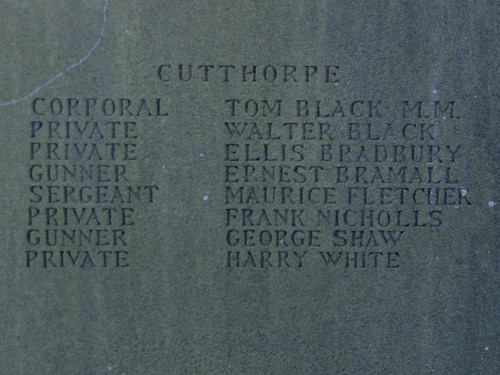 CUTTHORPE
CORPORAL TOM BLACK M.M.
PRIVATE WALTER BLACK
PRIVATE ELLIS BRADBURY
GUNNER ERNEST BRAMALL
SERGEANT MAURICE FLETCHER
PRIVATE FRANK NICHOLLS
GUNNER GEORGE SHAW
PRIVATE HARRY WHITE